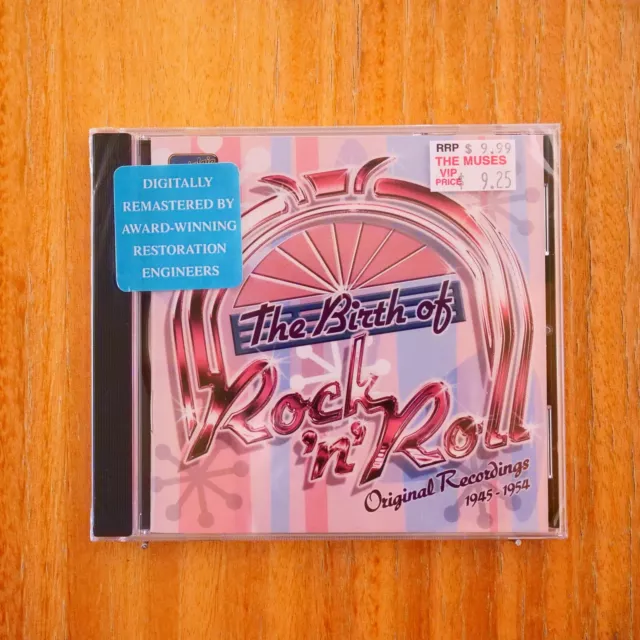 DIGITALLY
REMASTERED BY
AWARD-WINNING
RESTORATION
ENGINEERS
RRP $ 9.99
THE MUSES
VIP
PRICE $ 9.25
The Birth of
Rock
'n' Roll
Original Recordings
1945 - 1954